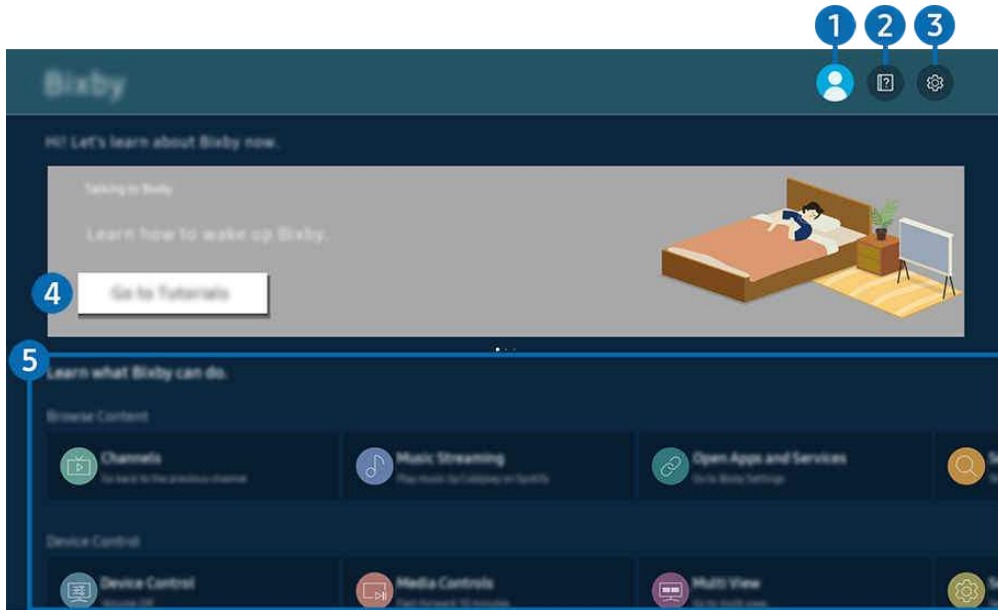 1 2 3
Bixby
Hi! Let's learn about Bixby now.
Talking to Bixby
Learn how to wake up Bixby.
4
Go to Tutorials
5
Learn what Bixby can do.
Browse Content
Channels
Go back to the previous channel
Music Streaming
Play music by Coldplay on Spotify
Open Apps and Services
Go to Bixby Settings
Device Control
Device Control
Volume Off
Media Controls
Fast forward 10 minutes
Multi View